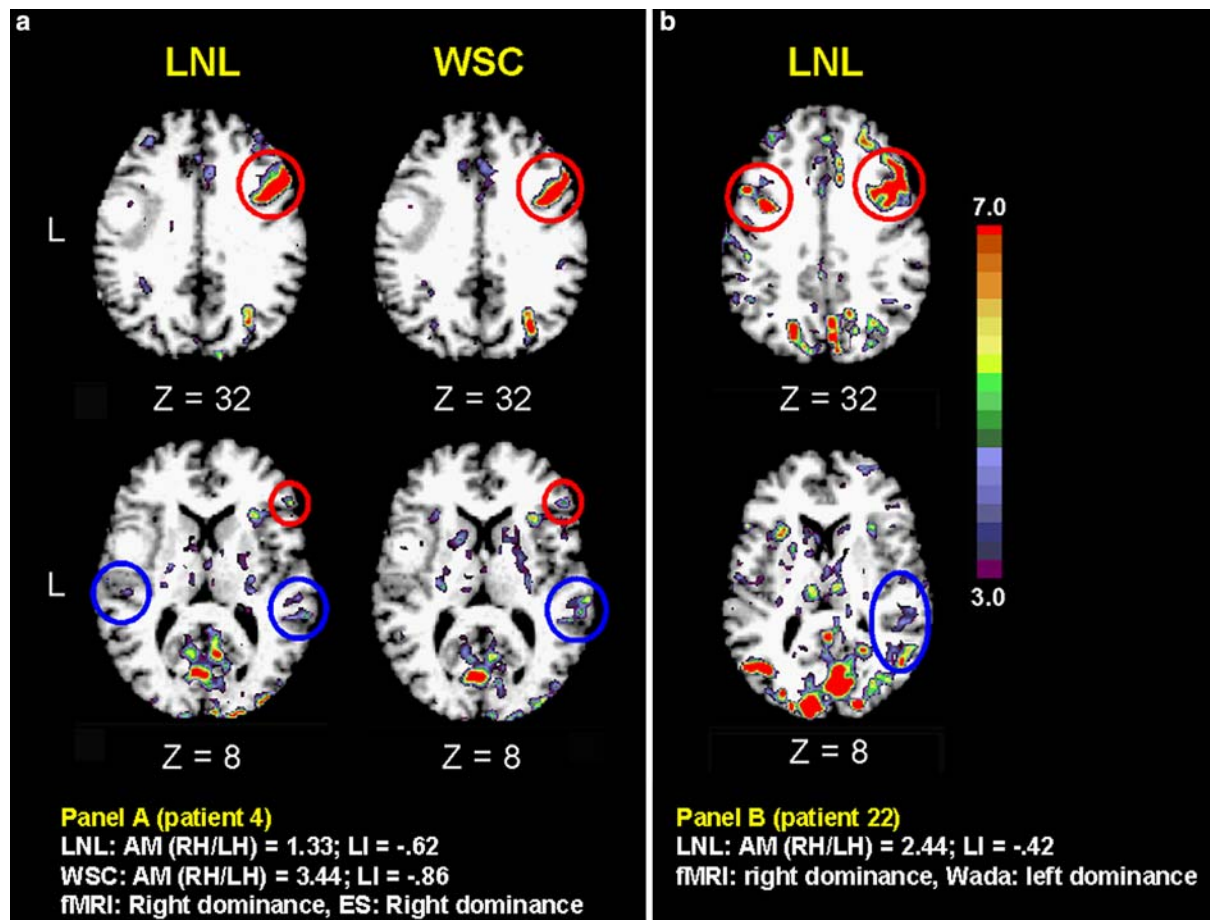 a
b
LNL
WSC
LNL
L
Z = 32
Z = 32
Z = 32
7.0
3.0
L
Z = 8
Z = 8
Z = 8
Panel A (patient 4)
LNL: AM (RH/LH) = 1.33; LI = -.62
WSC: AM (RH/LH) = 3.44; LI = -.86
fMRI: Right dominance, ES: Right dominance
Panel B (patient 22)
LNL: AM (RH/LH) = 2.44; LI = -.42
fMRI: right dominance, Wada: left dominance